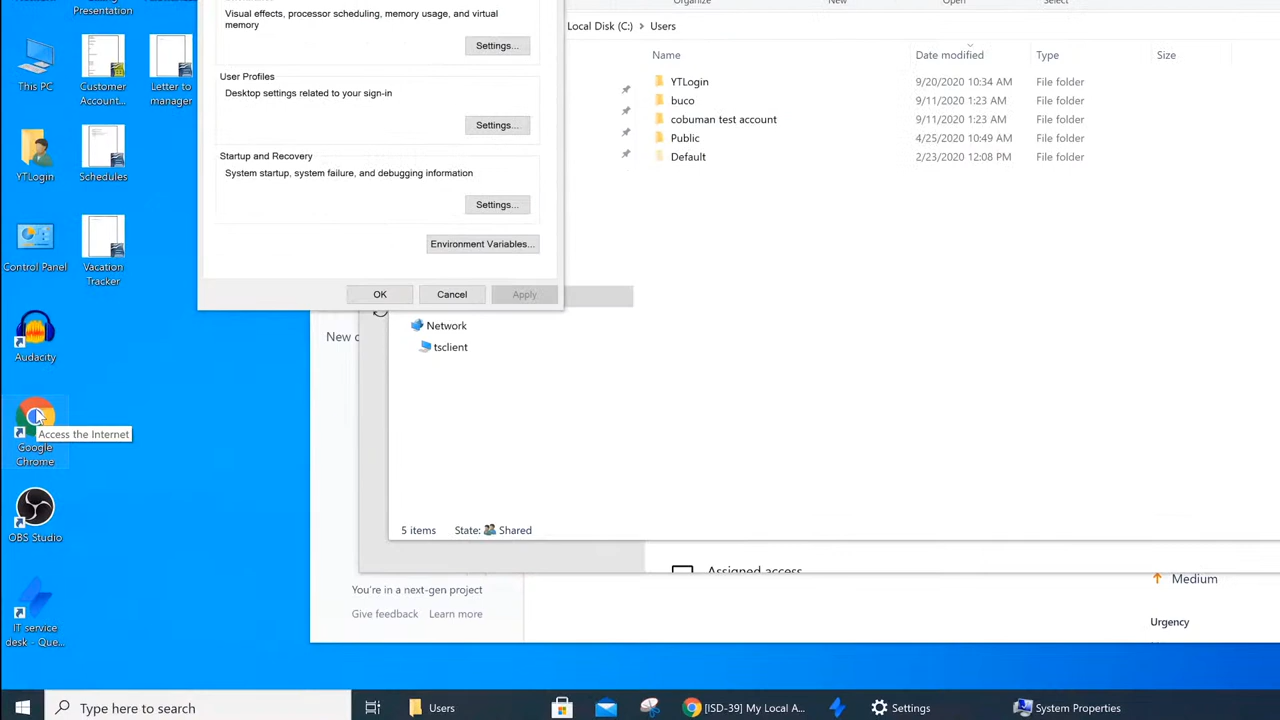 Presentation
This PC
Customer
Account...
Letter to
manager
YTLogin
Schedules
Control Panel
Vacation
Tracker
Audacity
Access the Internet
Google
Chrome
OBS Studio
IT service
desk - Que...
Visual effects, processor scheduling, memory usage, and virtual
memory
Settings...
User Profiles
Desktop settings related to your sign-in
Settings...
Startup and Recovery
System startup, system failure, and debugging information
Settings...
Environment Variables...
OK
Cancel
Apply
Organize
New
Open
Select
Local Disk (C:) > Users
Name
Date modified
Type
Size
YTLogin 9/20/2020 10:34 AM File folder
buco 9/11/2020 1:23 AM File folder
cobuman test account 9/11/2020 1:23 AM File folder
Public 4/25/2020 10:49 AM File folder
Default 2/23/2020 12:08 PM File folder
Network
tsclient
5 items State: Shared
New
Assigned access
You're in a next-gen project
Give feedback Learn more
Medium
Urgency
Type here to search
Users
[ISD-39] My Local A...
Settings
System Properties